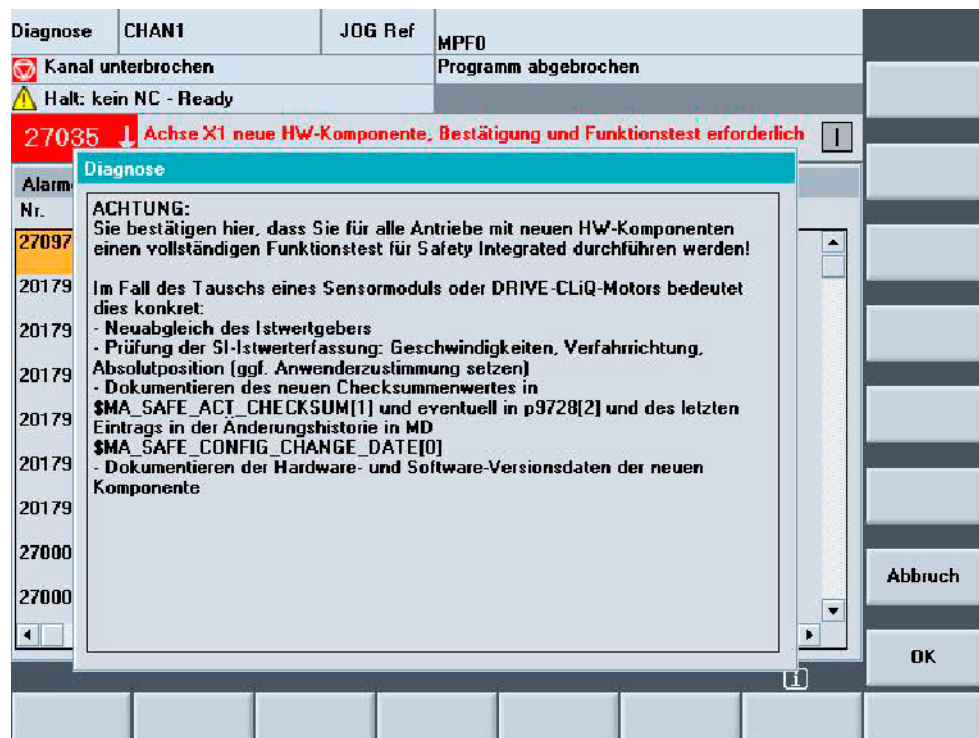 Diagnose CHAN1 JOG Ref MPF0
Kanal unterbrochen Programm abgebrochen
Halt: kein NC - Ready
27035 ↓ Achse X1 neue HW-Komponente, Bestätigung und Funktionstest erforderlich
Diagnose
Alarm
Nr.
ACHTUNG:
Sie bestätigen hier, dass Sie für alle Antriebe mit neuen HW-Komponenten
einen vollständigen Funktionstest für Safety Integrated durchführen werden!
Im Fall des Tauschs eines Sensormoduls oder DRIVE-CLiQ-Motors bedeutet
dies konkret:
- Neuabgleich des Istwertgebers
- Prüfung der SI-Istwerterfassung: Geschwindigkeiten, Verfahrrichtung,
Absolutposition (ggf. Anwenderzustimmung setzen)
- Dokumentieren des neuen Checksummenwertes in
$MA_SAFE_ACT_CHECKSUM[1] und eventuell in p9728[2] und des letzten
Eintrags in der Änderungshistorie in MD
$MA_SAFE_CONFIG_CHANGE_DATE[0]
- Dokumentieren der Hardware- und Software-Versionsdaten der neuen
Komponente
27097
20179
20179
20179
20179
20179
20179
27000
27000
Abbruch
OK
i